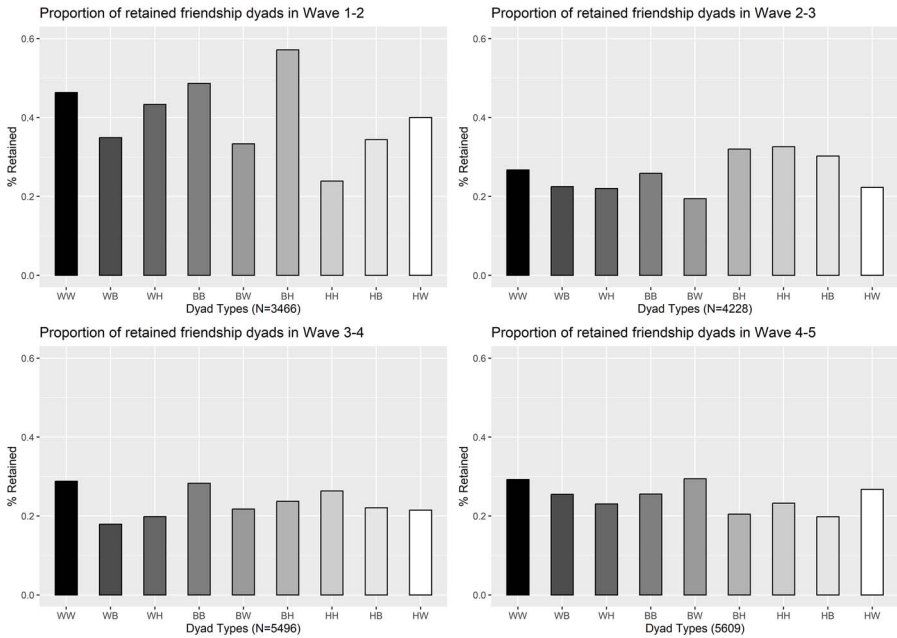 Proportion of retained friendship dyads in Wave 1-2
0.6
0.4
0.2
0.0
% Retained
WW WB WH BB BW BH HH HB HW
Dyad Types (N=3466)
Proportion of retained friendship dyads in Wave 2-3
0.6
0.4
0.2
0.0
% Retained
WW WB WH BB BW BH HH HB HW
Dyad Types (N=4228)
Proportion of retained friendship dyads in Wave 3-4
0.6
0.4
0.2
0.0
% Retained
WW WB WH BB BW BH HH HB HW
Dyad Types (N=5496)
Proportion of retained friendship dyads in Wave 4-5
0.6
0.4
0.2
0.0
% Retained
WW WB WH BB BW BH HH HB HW
Dyad Types (5609)